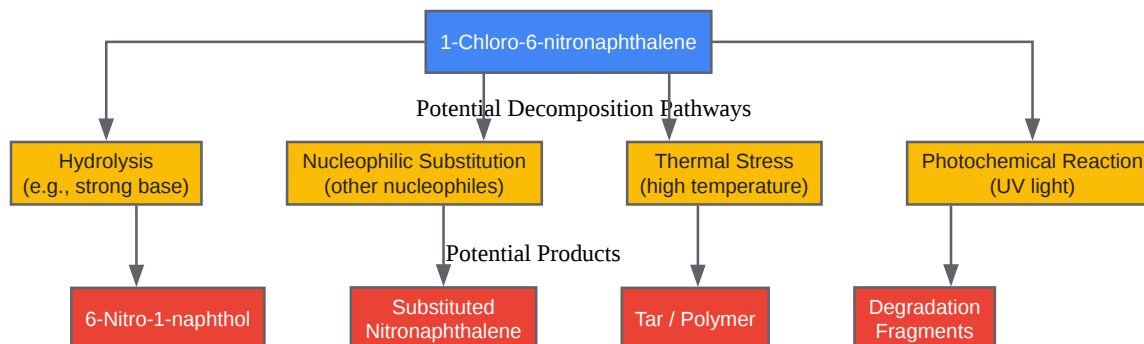 1-Chloro-6-nitronaphthalene
Potential Decomposition Pathways
Hydrolysis
(e.g., strong base)
Nucleophilic Substitution
(other nucleophiles)
Thermal Stress
(high temperature)
Photochemical Reaction
(UV light)
Potential Products
6-Nitro-1-naphthol
Substituted
Nitronaphthalene
Tar / Polymer
Degradation
Fragments